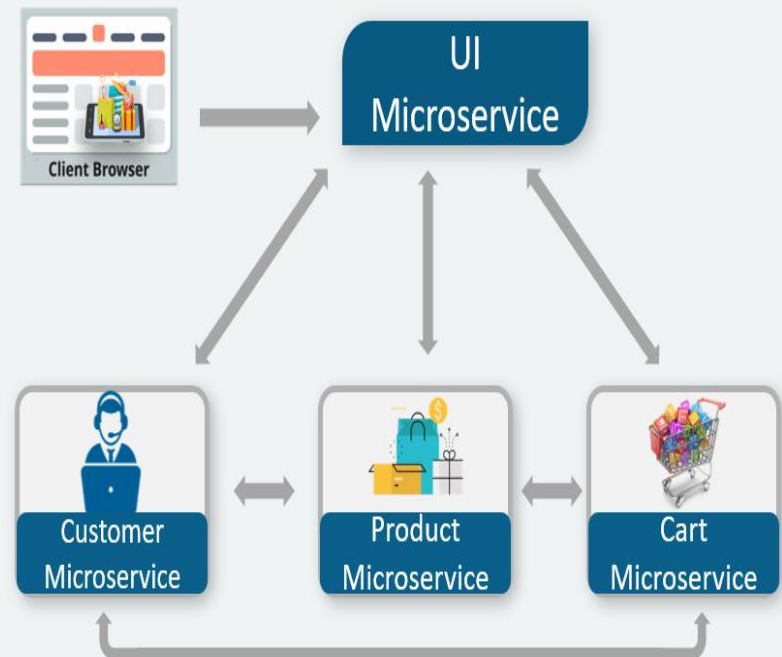 UI
Microservice
Client Browser
Customer
Microservice
Product
Microservice
Cart
Microservice